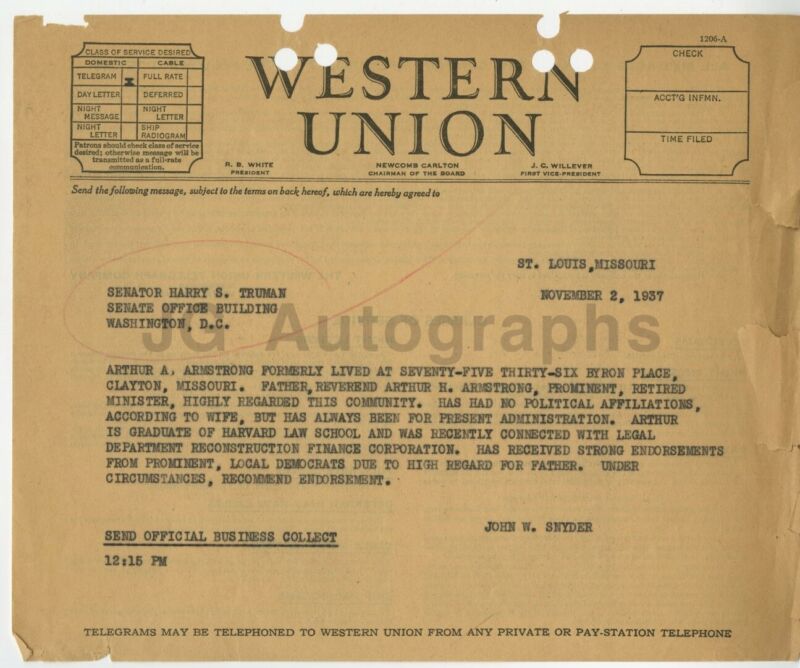 1206-A
CLASS OF SERVICE DESIRED
DOMESTIC CABLE
TELEGRAM X FULL RATE
DAY LETTER DEFERRED
NIGHT MESSAGE NIGHT LETTER
NIGHT LETTER SHIP RADIOGRAM
Patrons should check class of service
desired; otherwise message will be
transmitted as a full-rate
communication.
WESTERN
UNION
R. B. WHITE
PRESIDENT
NEWCOMB CARLTON
CHAIRMAN OF THE BOARD
J. C. WILLEVER
FIRST VICE-PRESIDENT
CHECK
ACCT'G INFMN.
TIME FILED
Send the following message, subject to the terms on back hereof, which are hereby agreed to
ST. LOUIS,MISSOURI
SENATOR HARRY S. TRUMAN NOVEMBER 2, 1937
SENATE OFFICE BUILDING
WASHINGTON, D.C.
JG Autographs
ARTHUR A. ARMSTRONG FORMERLY LIVED AT SEVENTY-FIVE THIRTY-SIX BYRON PLACE,
CLAYTON, MISSOURI. FATHER,REVEREND ARTHUR H. ARMSTRONG, PROMINENT, RETIRED
MINISTER, HIGHLY REGARDED THIS COMMUNITY. HAS HAD NO POLITICAL AFFILIATIONS,
ACCORDING TO WIFE, BUT HAS ALWAYS BEEN FOR PRESENT ADMINISTRATION. ARTHUR
IS GRADUATE OF HARVARD LAW SCHOOL AND WAS RECENTLY CONNECTED WITH LEGAL
DEPARTMENT RECONSTRUCTION FINANCE CORPORATION. HAS RECEIVED STRONG ENDORSEMENTS
FROM PROMINENT, LOCAL DEMOCRATS DUE TO HIGH REGARD FOR FATHER. UNDER
CIRCUMSTANCES, RECOMMEND ENDORSEMENT.
JOHN W. SNYDER
SEND OFFICIAL BUSINESS COLLECT
12:15 PM
TELEGRAMS MAY BE TELEPHONED TO WESTERN UNION FROM ANY PRIVATE OR PAY-STATION TELEPHONE